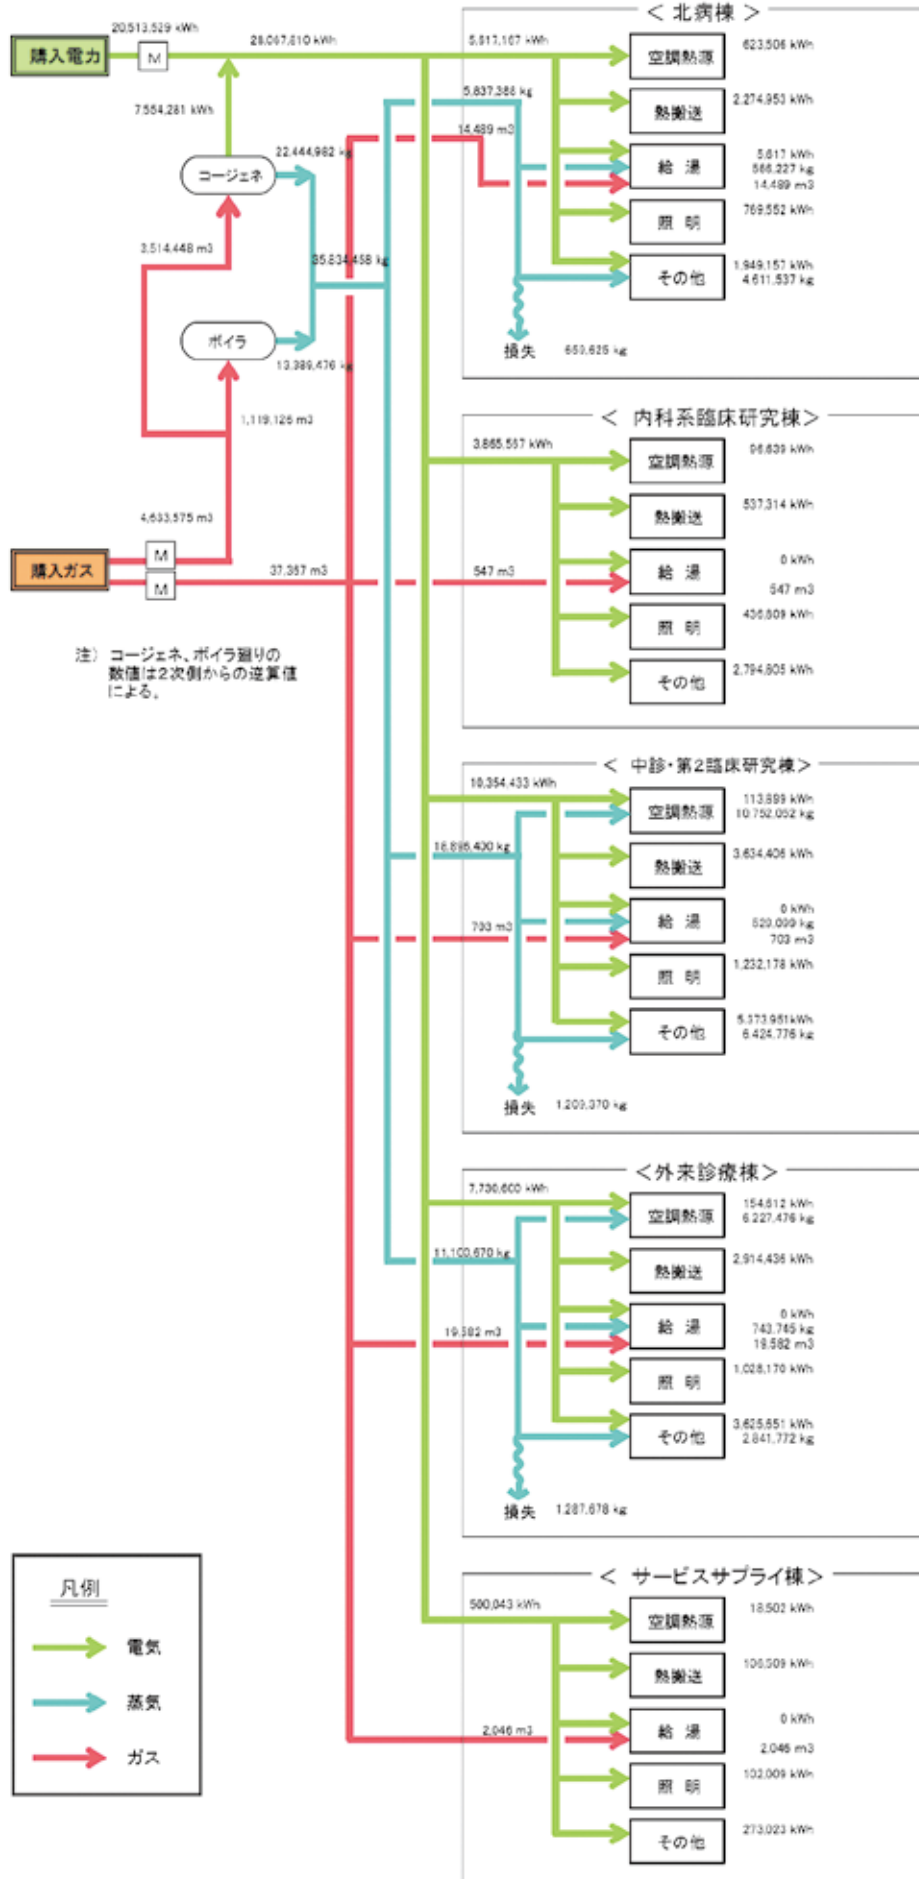 20,513,529 kWh
購入電力
M
28,067,810 kWh
7,554,281 kWh
22,444,982 kg
コージェネ
3,514,448 m3
35,834,458 kg
ボイラ
13,389,476 kg
1,119,126 m3
4,633,575 m3
購入ガス
M
M
37,367 m3
注） コージェネ、ボイラ廻りの
数値は2次側からの逆算値
による。
< 北病棟 >
5,617,167 kWh
5,837,388 kg
14,489 m3
空調熱源
623,506 kWh
熱搬送
2,274,953 kWh
給 湯
5,617 kWh
566,227 kg
14,489 m3
照 明
769,552 kWh
その他
1,949,157 kWh
4,611,537 kg
損失
659,625 kg
< 内科系臨床研究棟>
3,865,567 kWh
空調熱源
96,639 kWh
熱搬送
537,314 kWh
547 m3
給 湯
0 kWh
547 m3
照 明
436,809 kWh
その他
2,794,805 kWh
< 中診・第2臨床研究棟>
10,354,433 kWh
空調熱源
113,899 kWh
10,752,052 kg
18,896,400 kg
熱搬送
3,634,406 kWh
703 m3
給 湯
0 kWh
703 m3
照 明
1,232,178 kWh
その他
5,373,951kWh
6,424,776 kg
損失
1,209,370 kg
<外来診療棟>
7,730,600 kWh
空調熱源
154,612 kWh
6,227,476 kg
11,100,670 kg
熱搬送
2,914,436 kWh
19,582 m3
給 湯
0 kWh
743,745 kg
19,582 m3
照 明
1,028,170 kWh
その他
3,625,651 kWh
2,841,772 kg
損失
1,287,678 kg
< サービスサプライ棟>
500,043 kWh
空調熱源
18,502 kWh
熱搬送
106,509 kWh
2,046 m3
給 湯
0 kWh
2,046 m3
照 明
102,009 kWh
その他
273,023 kWh
凡例
電気
蒸気
ガス